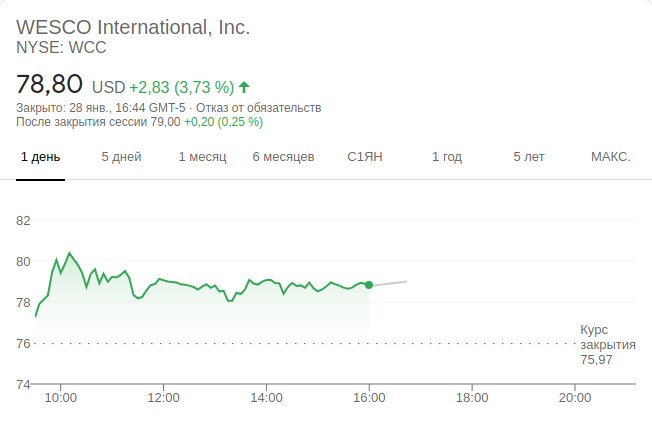 WESCO International, Inc.
NYSE: WCC
78,80 USD +2,83 (3,73 %)
Закрыто: 28 янв., 16:44 GMT-5 · Отказ от обязательств
После закрытия сессии 79,00 +0,20 (0,25 %)
1 день 5 дней 1 месяц 6 месяцев С1ЯН 1 год 5 лет МАКС.
82
80
78
Курс
76 закрытия
75,97
74
10:00 12:00 14:00 16:00 18:00 20:00